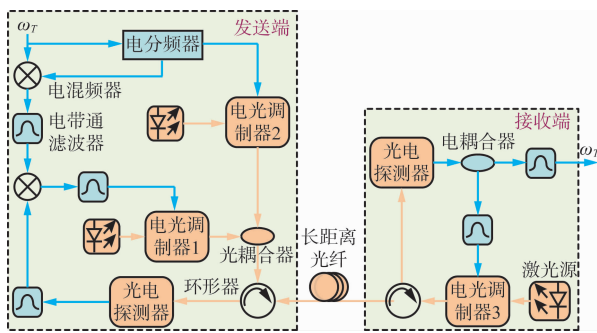 ω_T
电分频器
发送端
电混频器
电带通
滤波器
电光调
制器2
接收端
电耦合器
光电
探测器
ω_T
电光调
制器1
光耦合器
长距离
光纤
环形器
光电
探测器
激光源
电光调
制器3